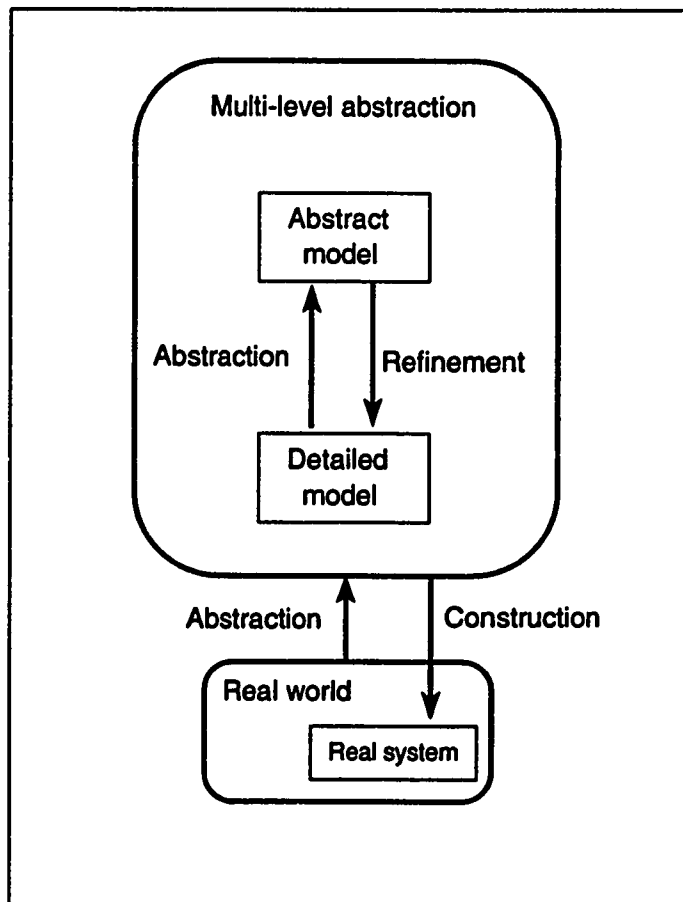 Multi-level abstraction
Abstract
model
Abstraction
Refinement
Detailed
model
Abstraction
Construction
Real world
Real system